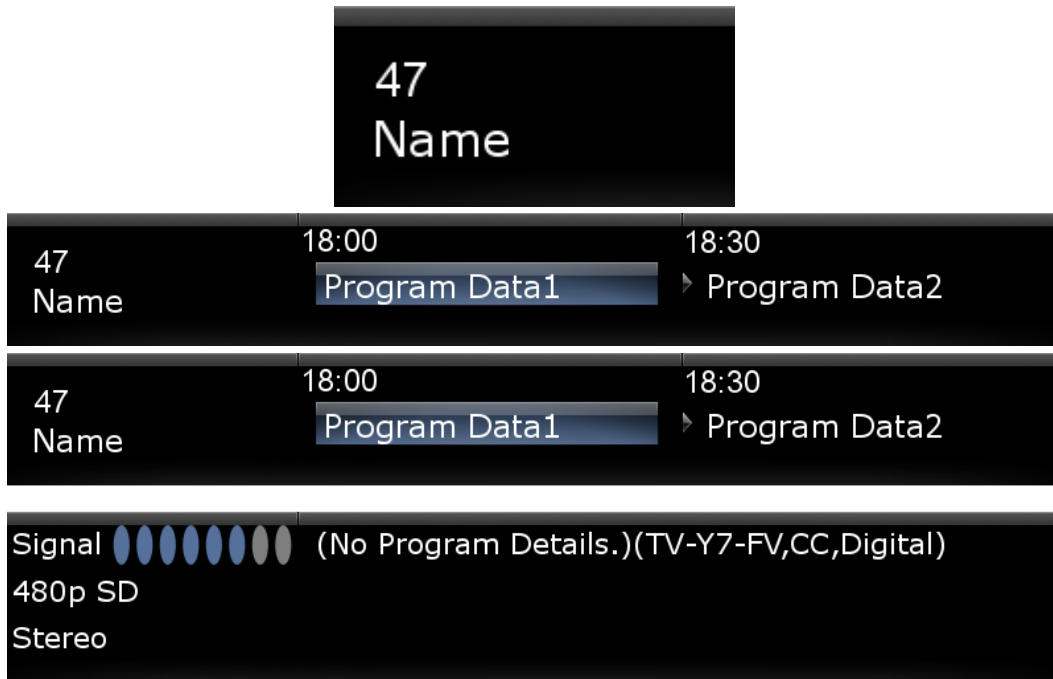 47
Name
18:00 18:30
47
Name
Program Data1 Program Data2
18:00 18:30
47
Name
Program Data1 Program Data2
Signal (No Program Details.)(TV-Y7-FV,CC,Digital)
480p SD
Stereo